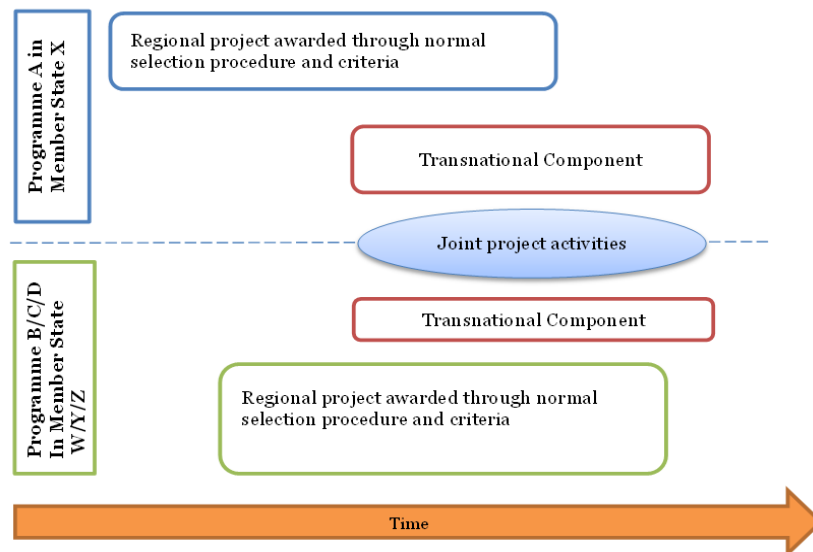 Programme A in
Member State X
Regional project awarded through normal
selection procedure and criteria
Transnational Component
Joint project activities
Programme B/C/D
In Member State
W/Y/Z
Transnational Component
Regional project awarded through normal
selection procedure and criteria
Time